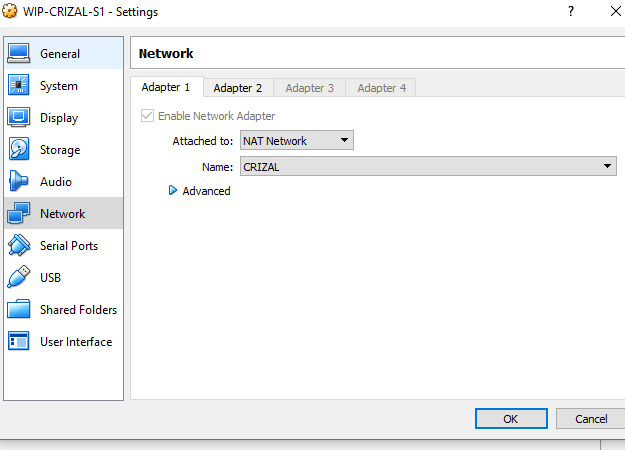 WIP-CRIZAL-S1 - Settings
?
General
System
Display
Storage
Audio
Network
Serial Ports
USB
Shared Folders
User Interface
Network
Adapter 1 Adapter 2 Adapter 3 Adapter 4
Enable Network Adapter
Attached to: NAT Network
Name: CRIZAL
Advanced
OK Cancel